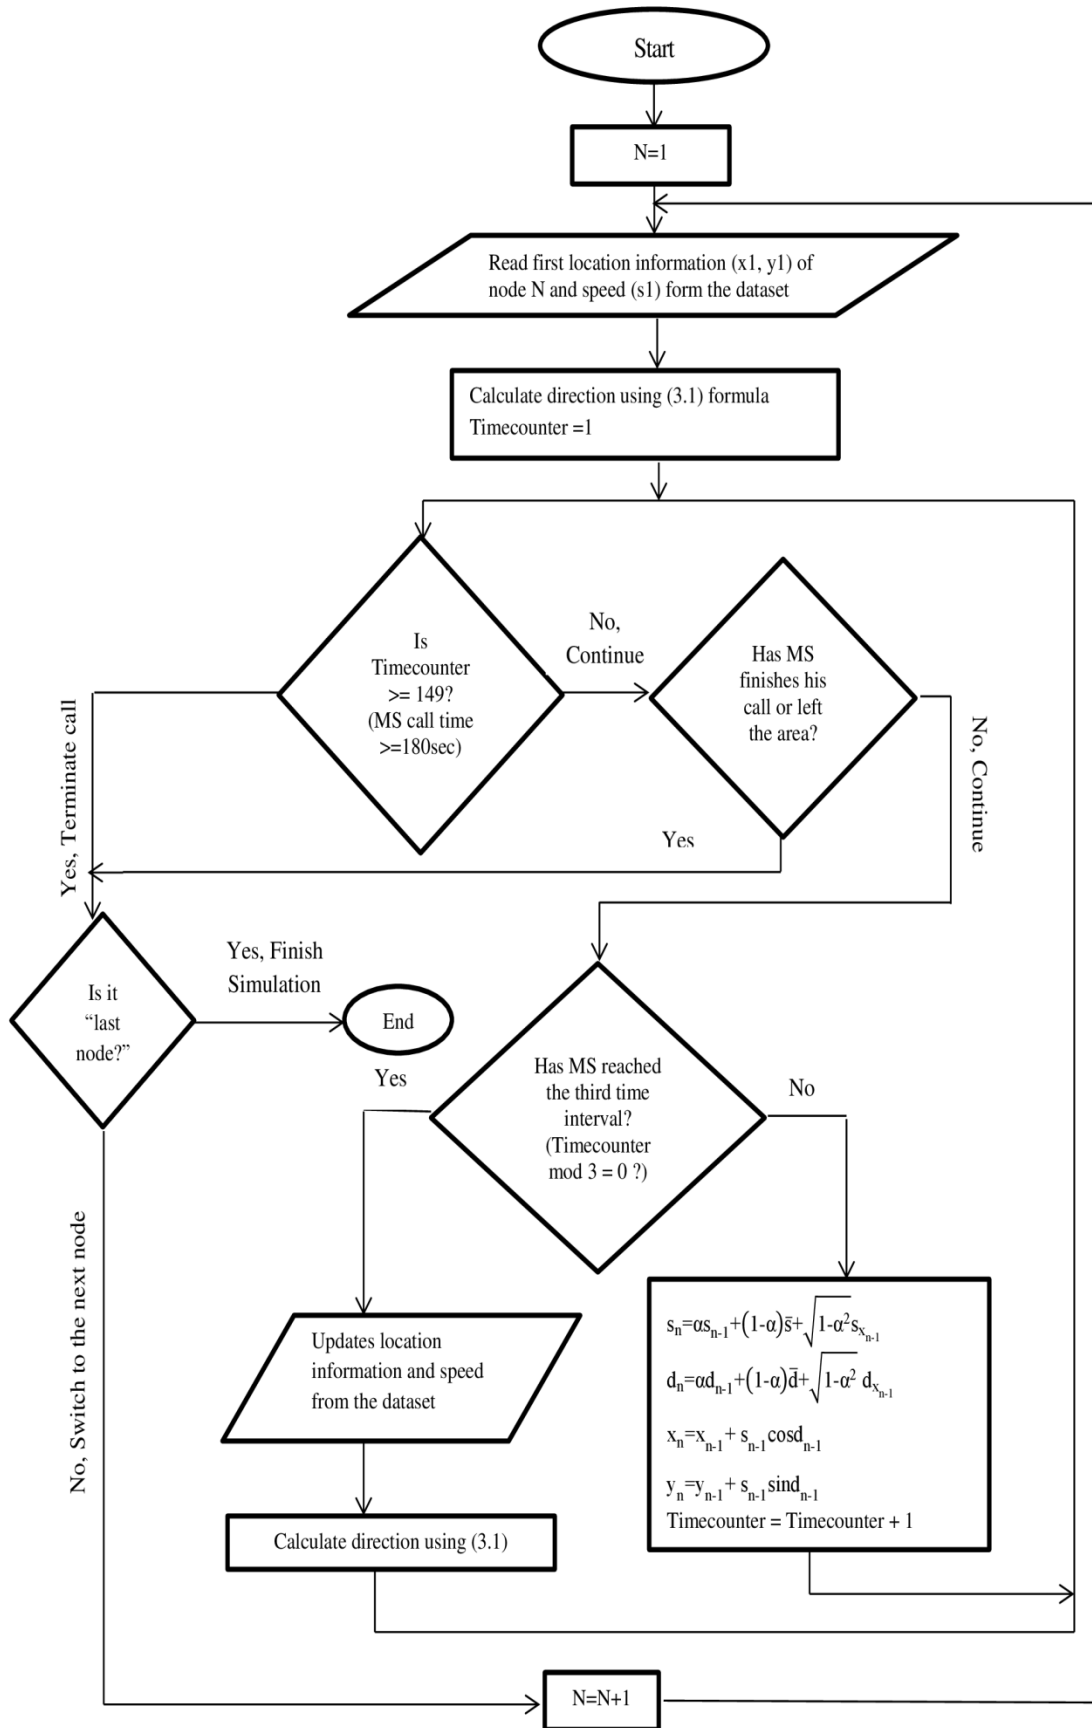 Start
N=1
Read first location information (x1, y1) of
node N and speed (s1) form the dataset
Calculate direction using (3.1) formula
Timecounter =1
Is
Timecounter
>= 149?
(MS call time
>=180sec)
No,
Continue
Has MS
finishes his
call or left
the area?
No, Continue
Yes
Yes, Terminate call
Is it
“last
node?”
Yes, Finish
Simulation
End
Has MS reached
the third time
interval?
(Timecounter
mod 3 = 0 ?)
Yes
No
Updates location
information and speed
from the dataset
Calculate direction using (3.1)
sₙ=αsₙ₋₁+(1-α)s̄+√(1-α²)s_{x_{n-1}}
dₙ=αdₙ₋₁+(1-α)d̄+√(1-α²) d_{x_{n-1}}
xₙ=xₙ₋₁+ sₙ₋₁cosdₙ₋₁
yₙ=yₙ₋₁+ sₙ₋₁sindₙ₋₁
Timecounter = Timecounter + 1
No, Switch to the next node
N=N+1